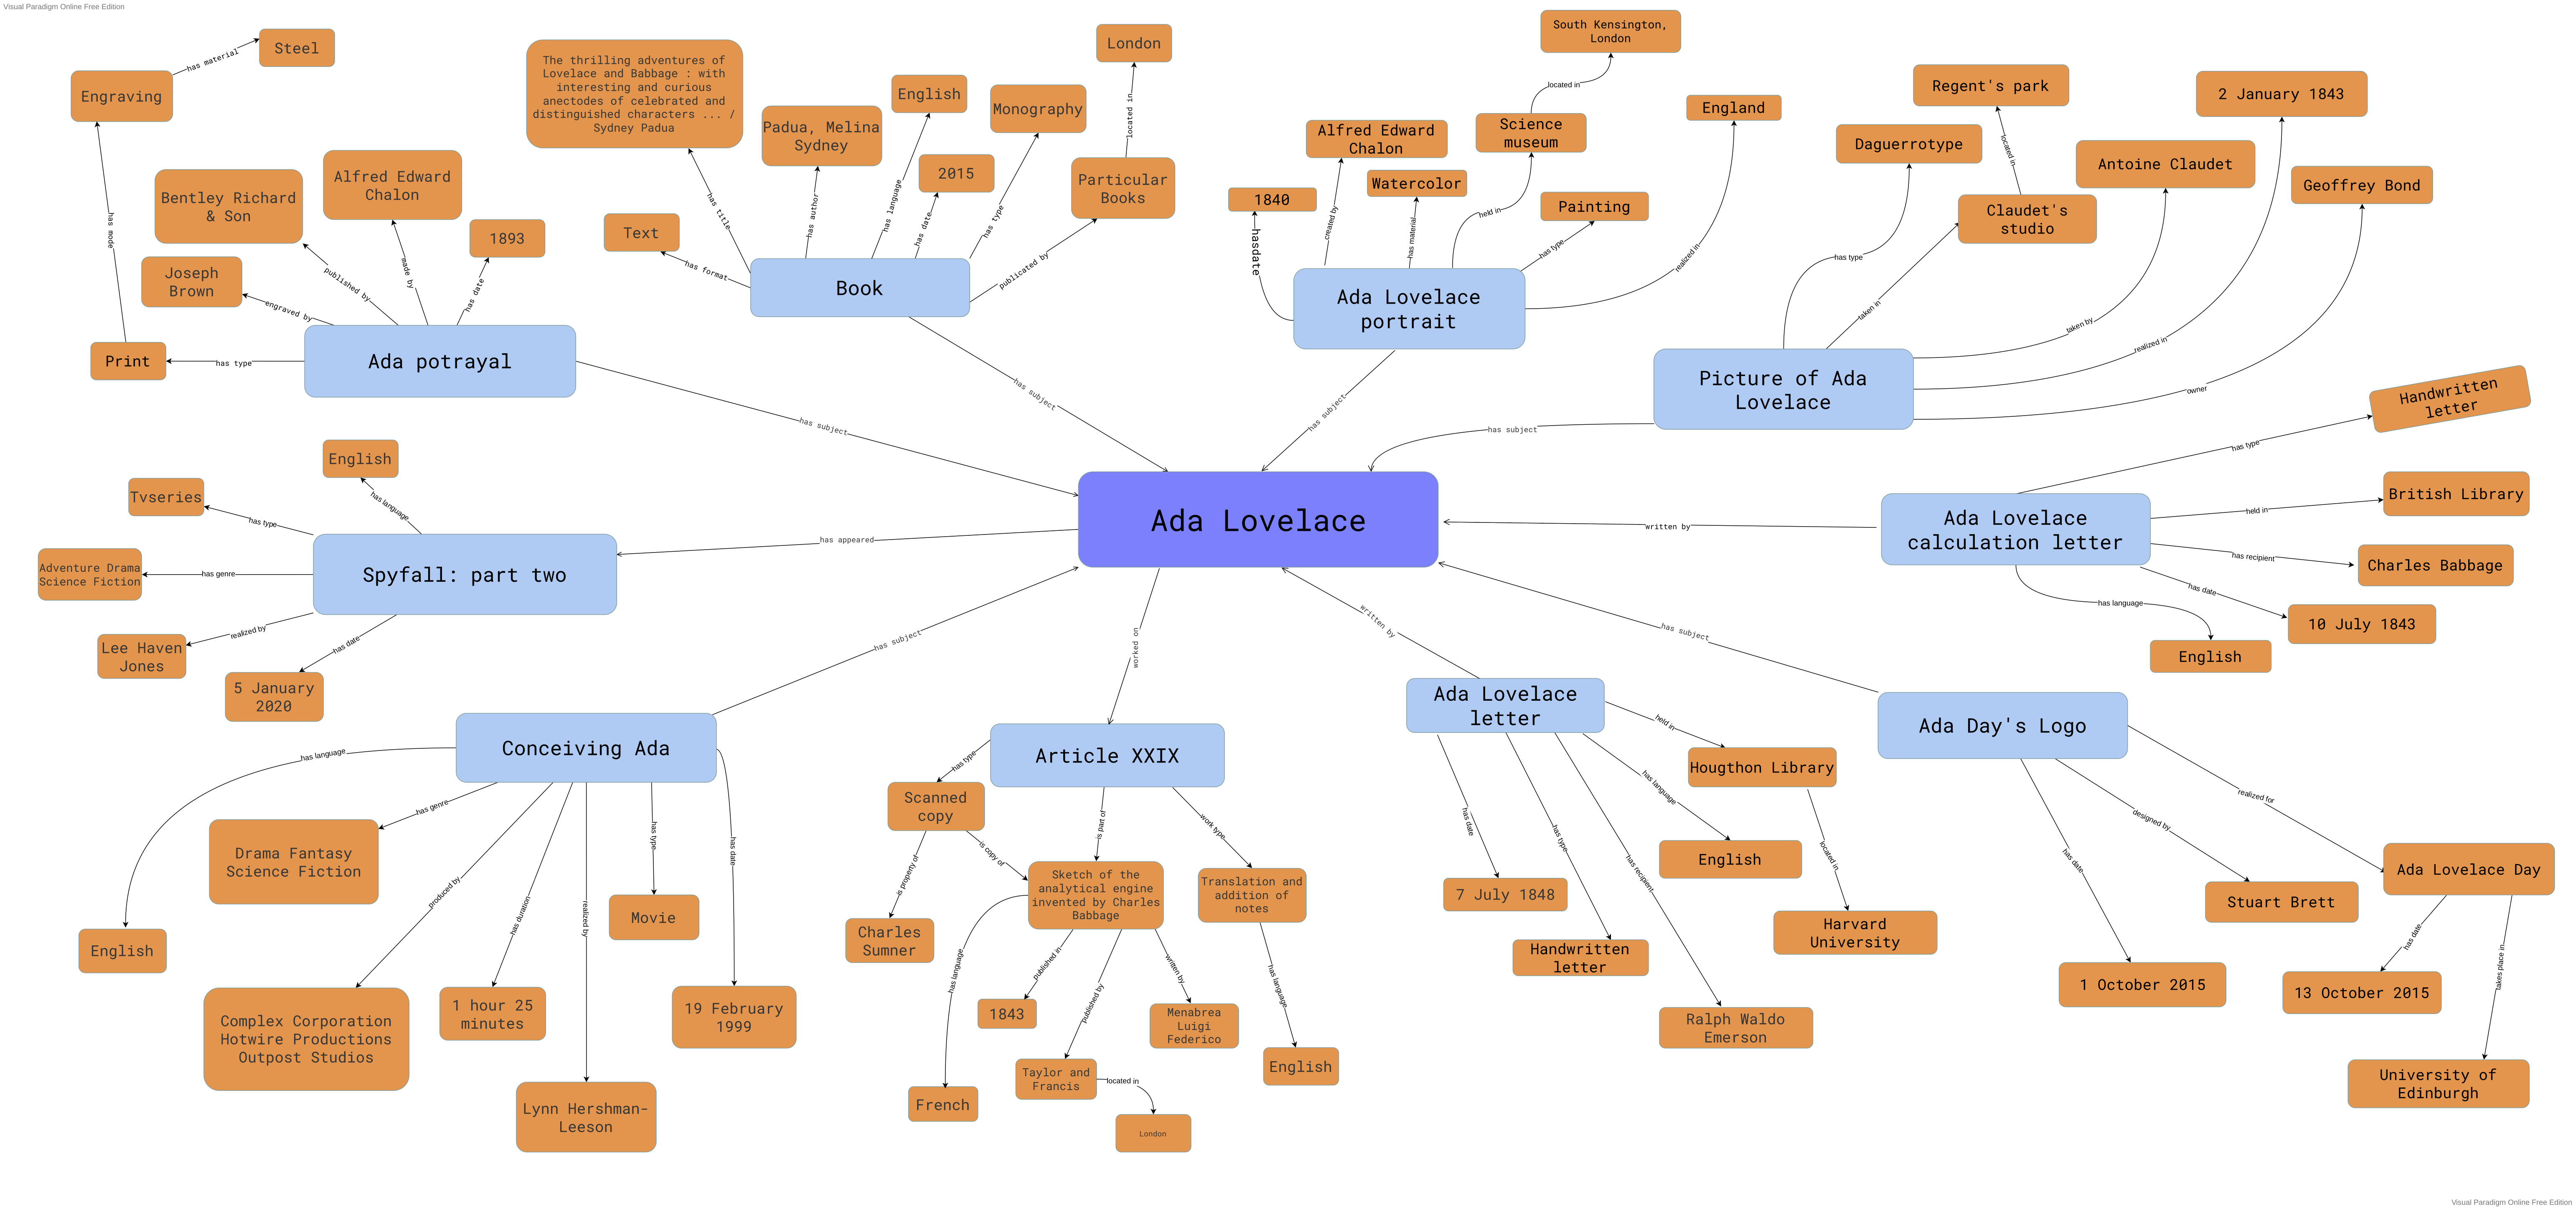 Visual Paradigm Online Free Edition
Steel
has material
Engraving
has mode
Bentley Richard
& Son
Alfred Edward
Chalon
1893
Joseph
Brown
engraved by
published by
made by
has date
Print
has type
Ada potrayal
has subject
The thrilling adventures of
Lovelace and Babbage : with
interesting and curious
anectodes of celebrated and
distinguished characters ... /
Sydney Padua
Padua, Melina
Sydney
English
Monography
London
located in
2015
Particular
Books
Text
has title
has author
has language
has date
has type
has format
publicated by
Book
has subject
South Kensington,
London
located in
Alfred Edward
Chalon
Science
museum
England
Watercolor
1840
Painting
hasdate
created by
has material
held in
has type
realized in
Ada Lovelace
portrait
has subject
Regent's park
2 January 1843
Daguerrotype
located in
Antoine Claudet
Geoffrey Bond
Claudet's
studio
has type
taken in
taken by
realized in
owner
Picture of Ada
Lovelace
has subject
Handwritten
letter
has type
British Library
held in
Ada Lovelace
calculation letter
written by
has recipient
Charles Babbage
has date
10 July 1843
has language
English
Ada Lovelace
English
Tvseries
has language
has type
has appeared
Adventure Drama
Science Fiction
has genre
Spyfall: part two
realized by
has date
Lee Haven
Jones
5 January
2020
has subject
Conceiving Ada
has language
has genre
Drama Fantasy
Science Fiction
produced by
has duration
realized by
has type
has date
Movie
English
Complex Corporation
Hotwire Productions
Outpost Studios
1 hour 25
minutes
19 February
1999
Lynn Hershman-
Leeson
worked on
Article XXIX
has type
is part of
work type
Scanned
copy
is property of
is copy of
Sketch of the
analytical engine
invented by Charles
Babbage
Translation and
addition of
notes
Charles
Sumner
has language
published in
published by
written by
has language
1843
Menabrea
Luigi
Federico
Taylor and
Francis
located in
English
French
London
written by
Ada Lovelace
letter
held in
Hougthon Library
has date
has type
has recipient
has language
located in
English
7 July 1848
Handwritten
letter
Harvard
University
Ralph Waldo
Emerson
has subject
Ada Day's Logo
realized for
designed by
has date
Ada Lovelace Day
Stuart Brett
1 October 2015
has date
takes place in
13 October 2015
University of
Edinburgh
Visual Paradigm Online Free Edition